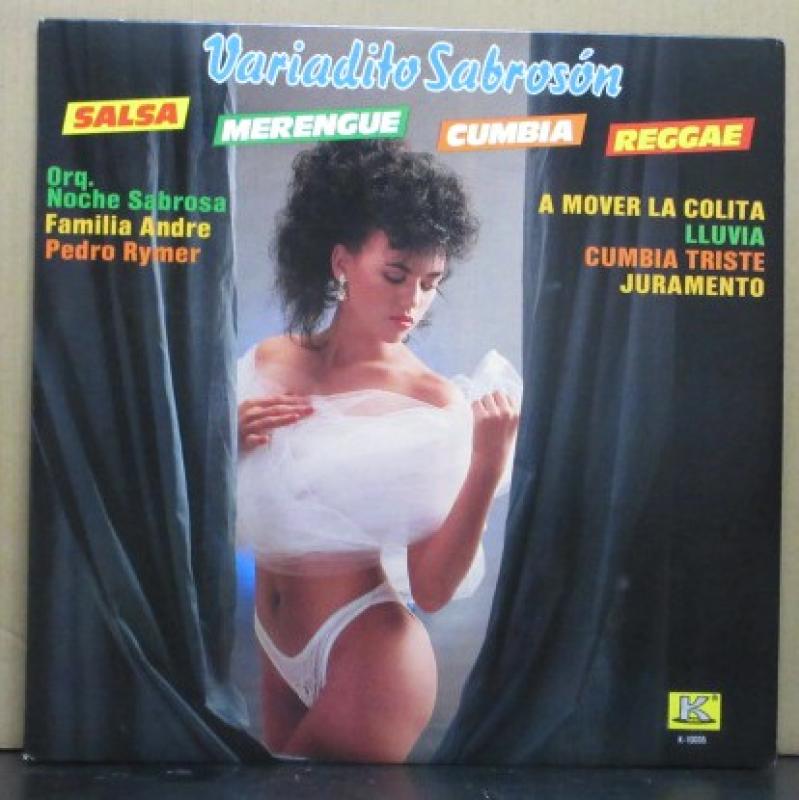 Variadito Sabrosón
SALSA
MERENGUE
CUMBIA
REGGAE
Orq.
Noche Sabrosa
Familia Andre
Pedro Rymer
A MOVER LA COLITA
LLUVIA
CUMBIA TRISTE
JURAMENTO
K®